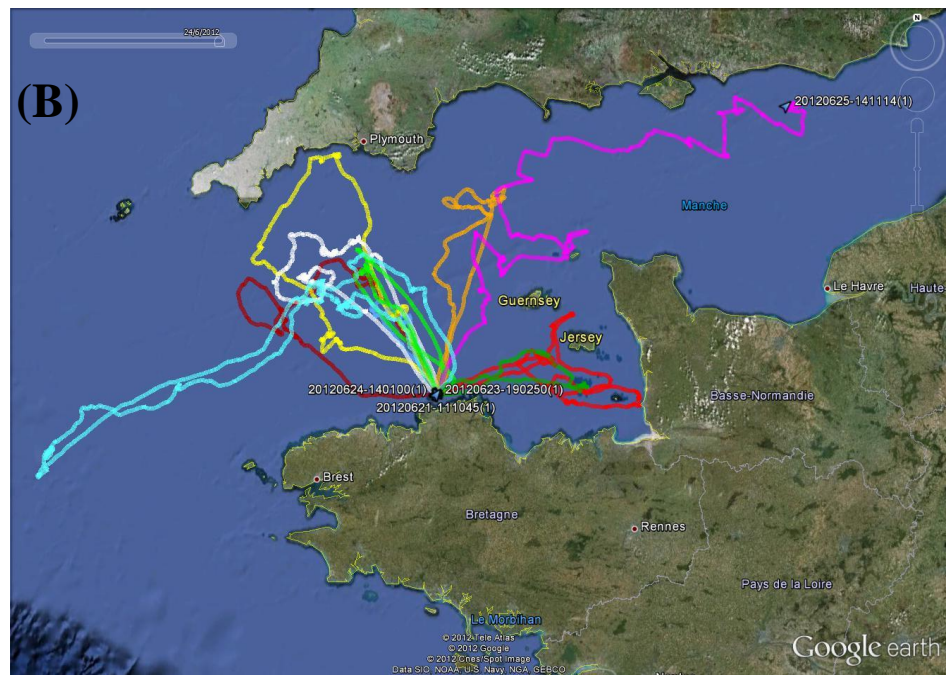 24/6/2012
N
(B)
20120625-141114(1)
Plymouth
Manche
Le Havre
Haute
Guernsey
Jersey
20120624-140100(1)
20120623-190250(1)
20120621-111045(1)
Basse-Normandie
Brest
Bretagne
Rennes
Pays de la Loire
Le Morbihan
© 2012 Tele Atlas
© 2012 Google
© 2012 Cnes/Spot Image
Data SIO, NOAA, U.S. Navy, NGA, GEBCO
Google earth